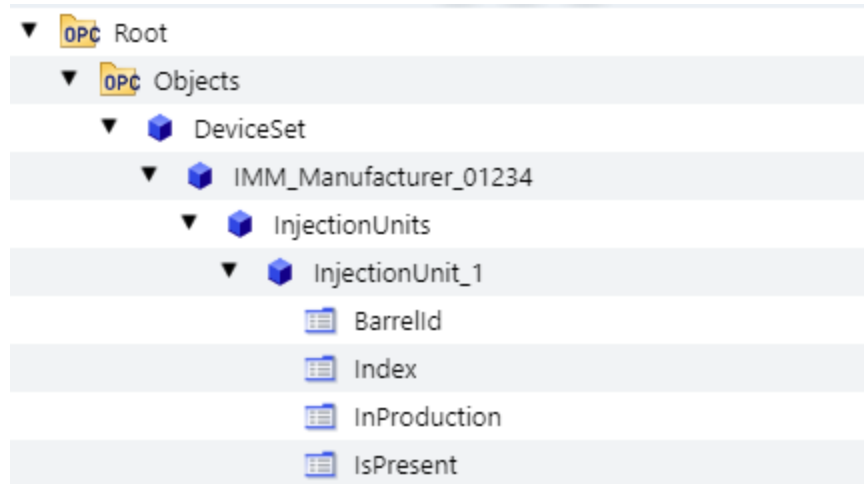 OPC Root
OPC Objects
DeviceSet
IMM_Manufacturer_01234
InjectionUnits
InjectionUnit_1
BarrelId
Index
InProduction
IsPresent